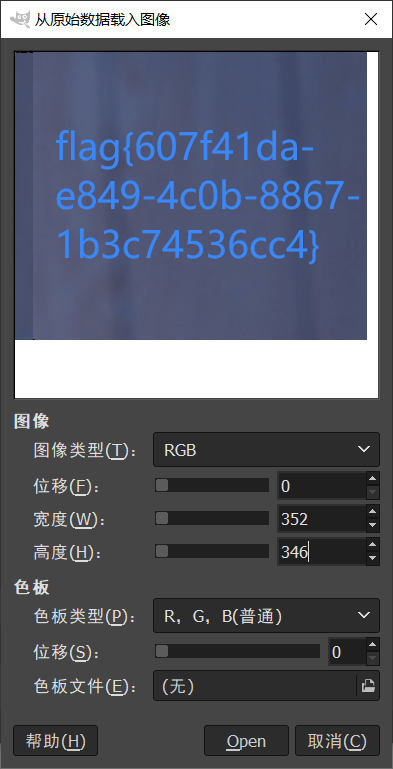 从原始数据载入图像
flag{607f41da-
e849-4c0b-8867-
1b3c74536cc4}
图像
图像类型(T)： RGB
位移(F)： 0
宽度(W)： 352
高度(H)： 346
色板
色板类型(P)： R，G，B(普通)
位移(S)： 0
色板文件(E)： (无)
帮助(H) Open 取消(C)